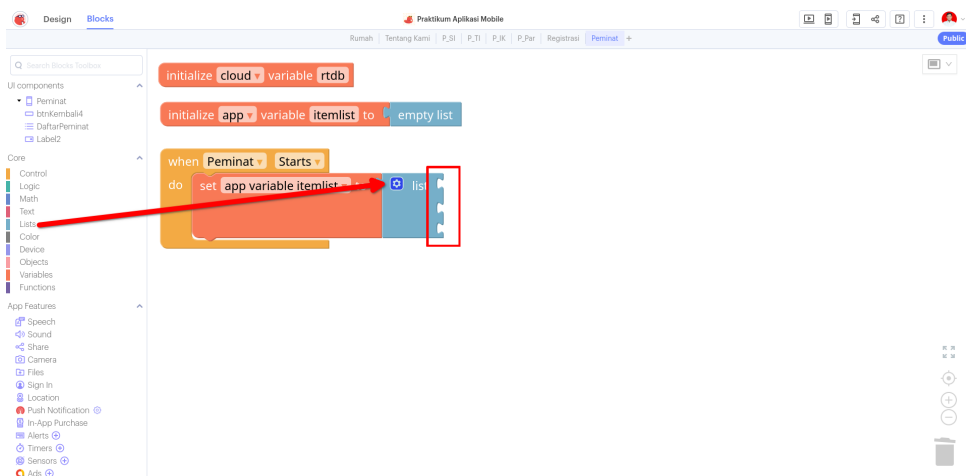 Design Blocks
Praktikum Aplikasi Mobile
Rumah Tentang Kami P_SI P_TI P_IK P_Par Registrasi Peminat +
Public
Search Blocks Toolbox
UI components
Peminat
btnKembali4
DaftarPeminat
Label2
Core
Control
Logic
Math
Text
Lists
Color
Device
Objects
Variables
Functions
App Features
Speech
Sound
Share
Camera
Files
Sign In
Location
Push Notification
In-App Purchase
Alerts
Timers
Sensors
Ads
initialize cloud variable rtdb
initialize app variable itemlist to empty list
when Peminat Starts
do set app variable itemlist list